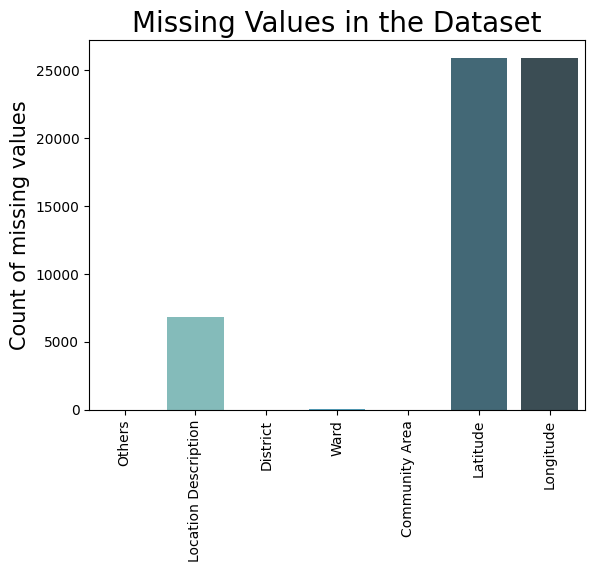 Missing Values in the Dataset
Count of missing values
25000
20000
15000
10000
5000
0
Others
Location Description
District
Ward
Community Area
Latitude
Longitude